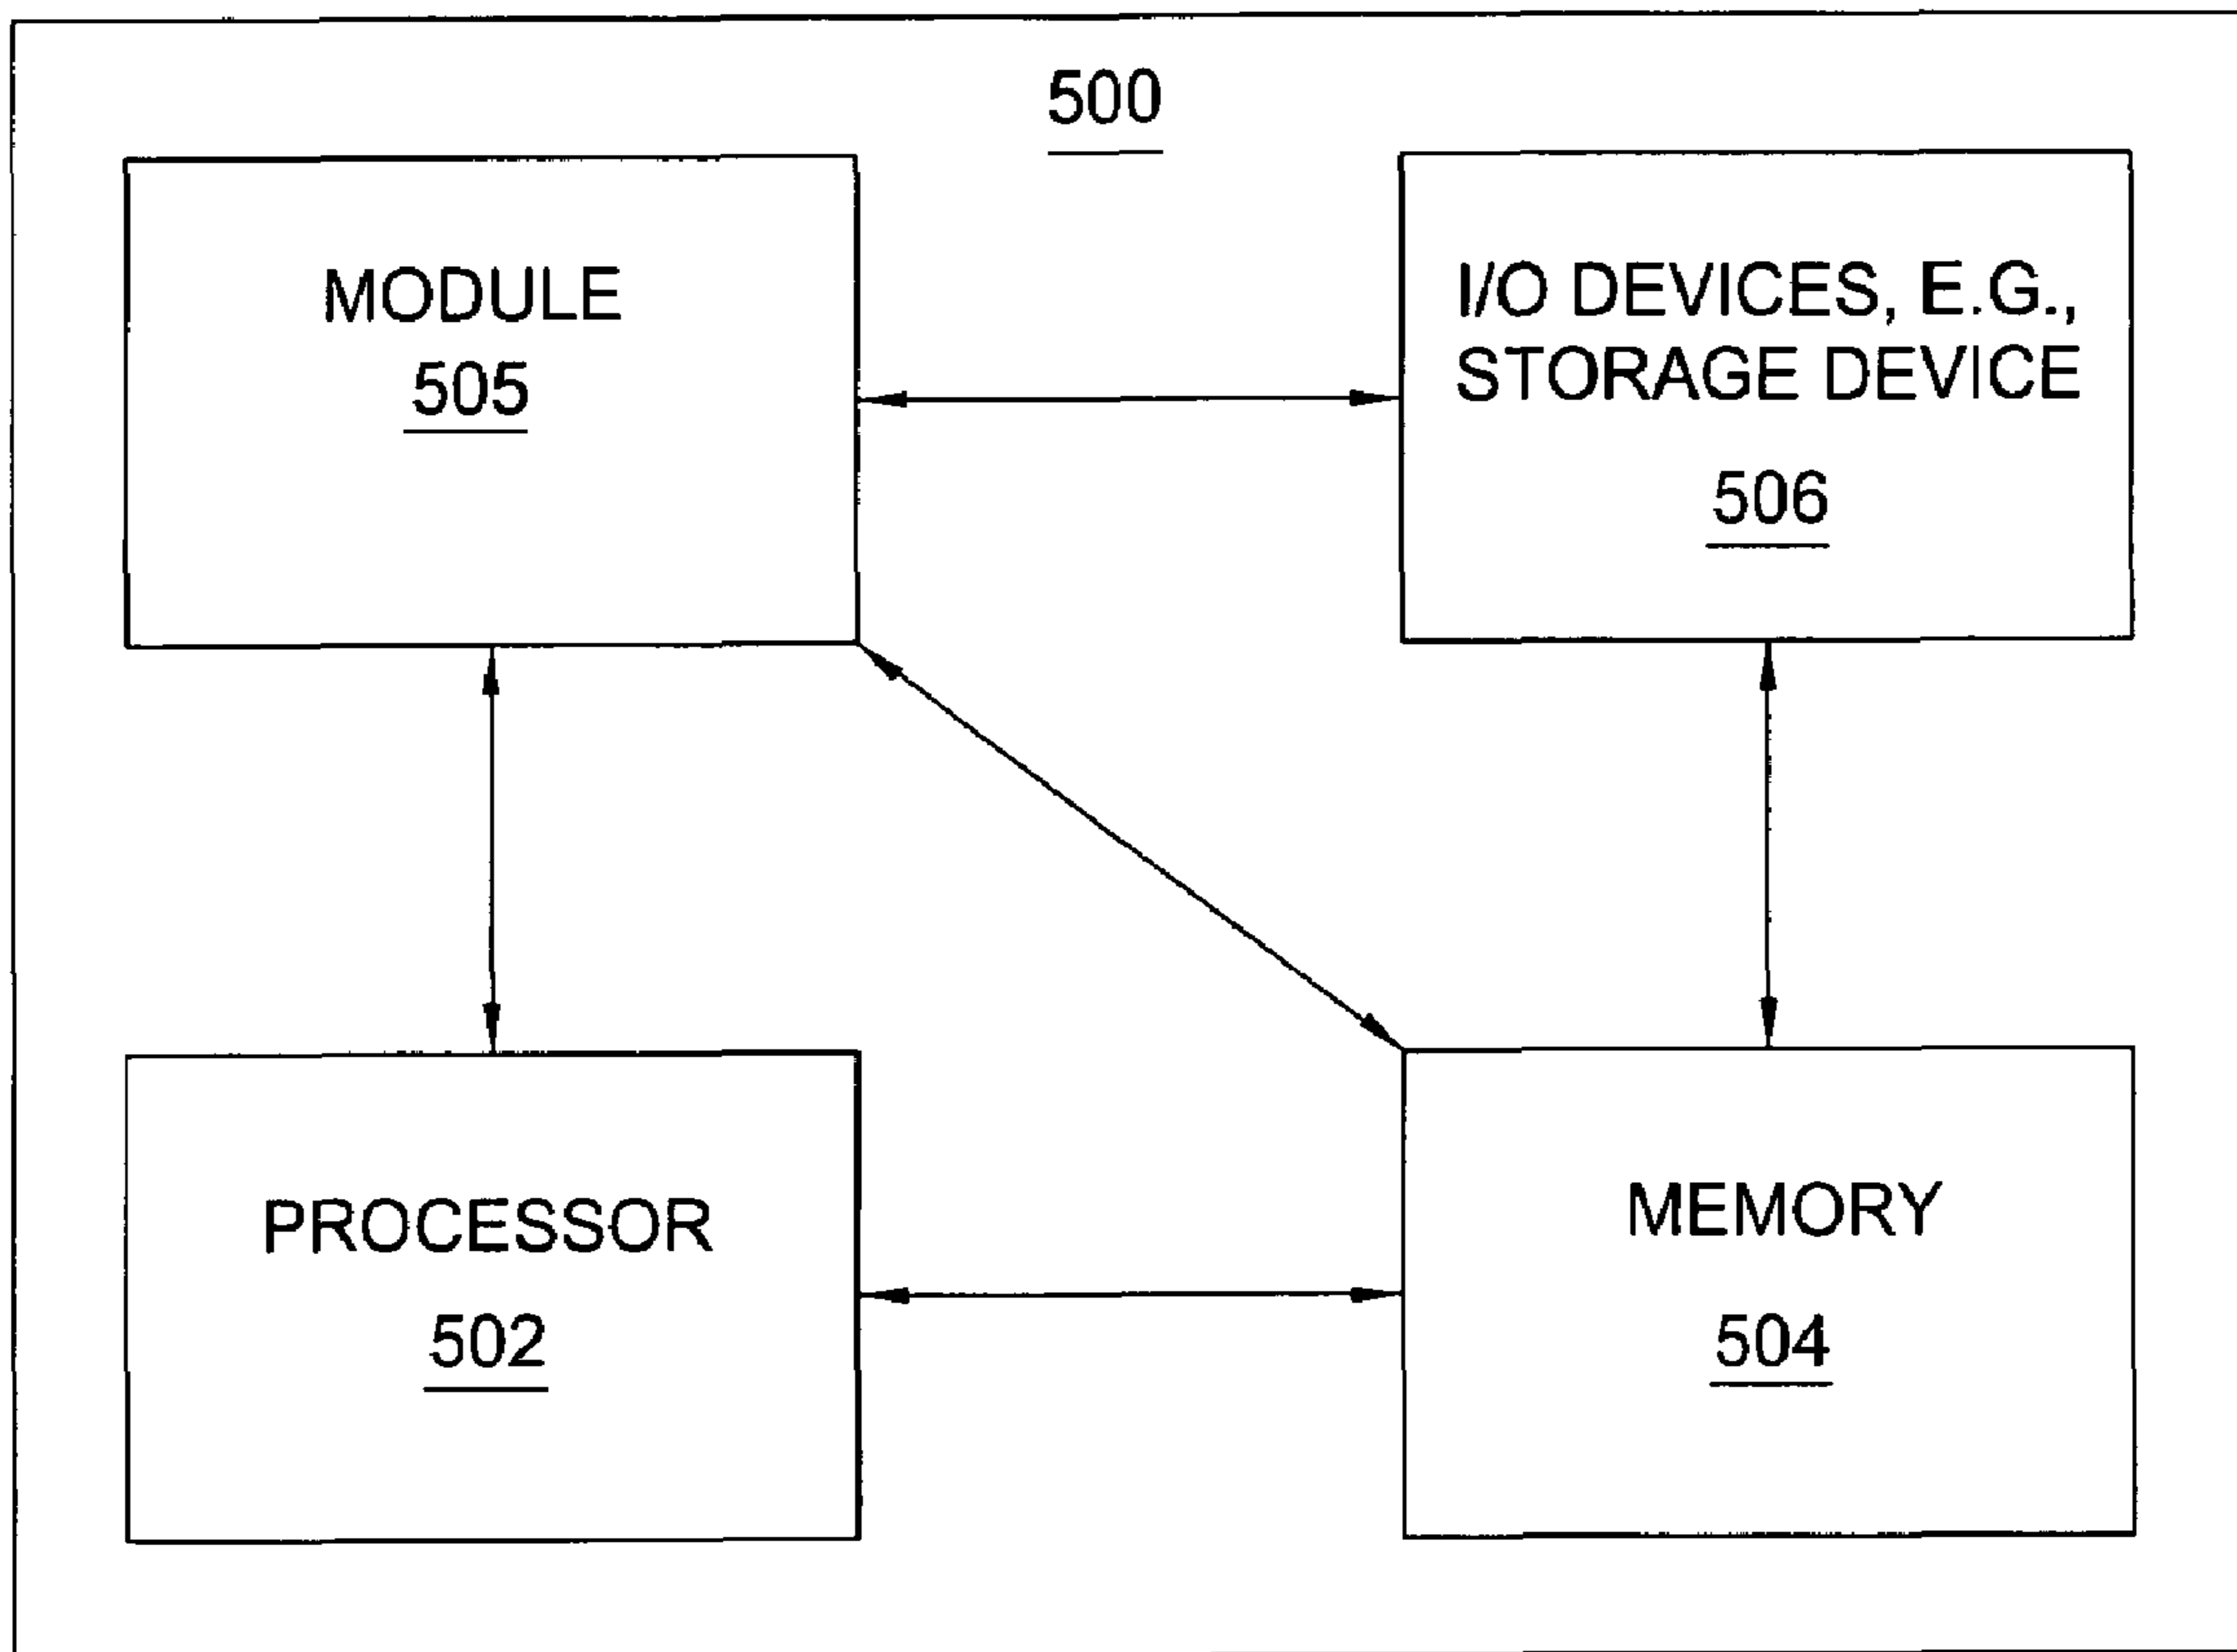 500
MODULE
505
I/O DEVICES, E.G.,
STORAGE DEVICE
506
PROCESSOR
502
MEMORY
504